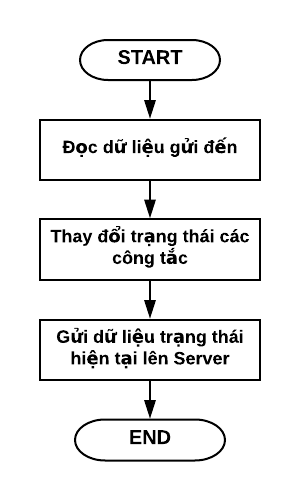 START
Đọc dữ liệu gửi đến
Thay đổi trạng thái các
công tắc
Gửi dữ liệu trạng thái
hiện tại lên Server
END